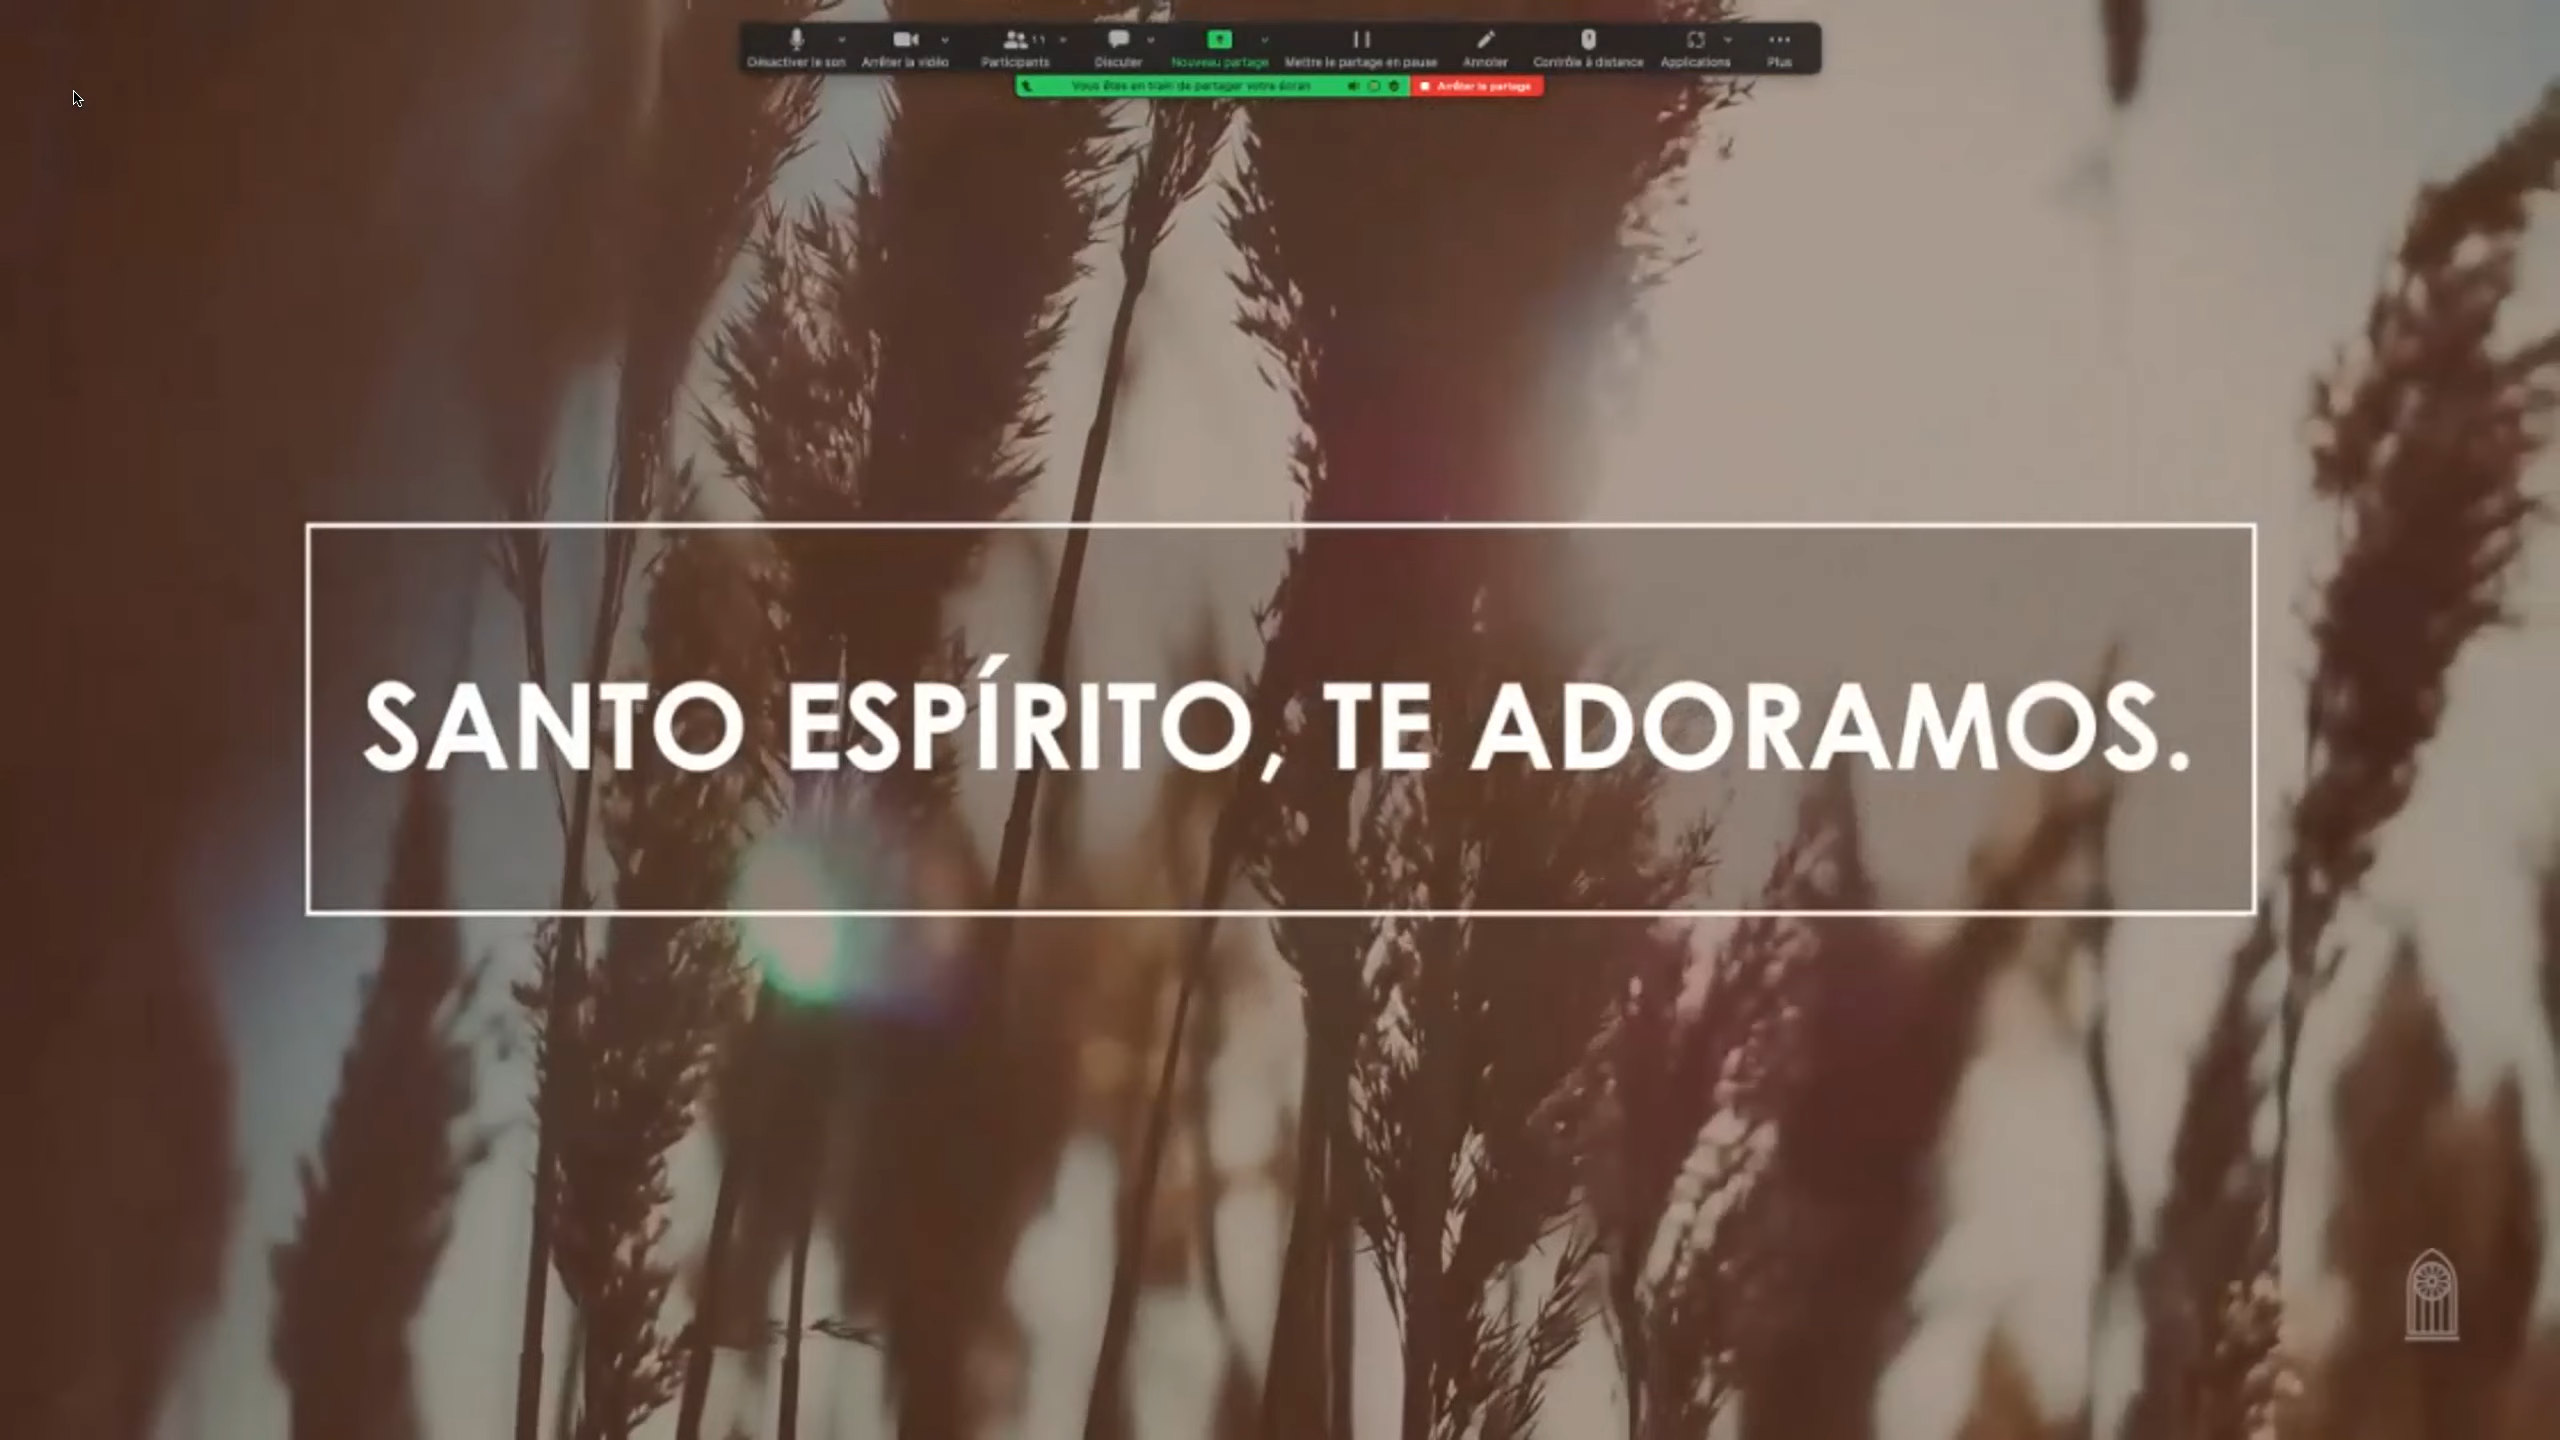 Désactiver le son Arrêter la vidéo Participants 11 Discuter Nouveau partage Mettre le partage en pause Annoter Contrôle à distance Applications Plus
Vous êtes en train de partager votre écran Arrêter le partage
SANTO ESPÍRITO, TE ADORAMOS.